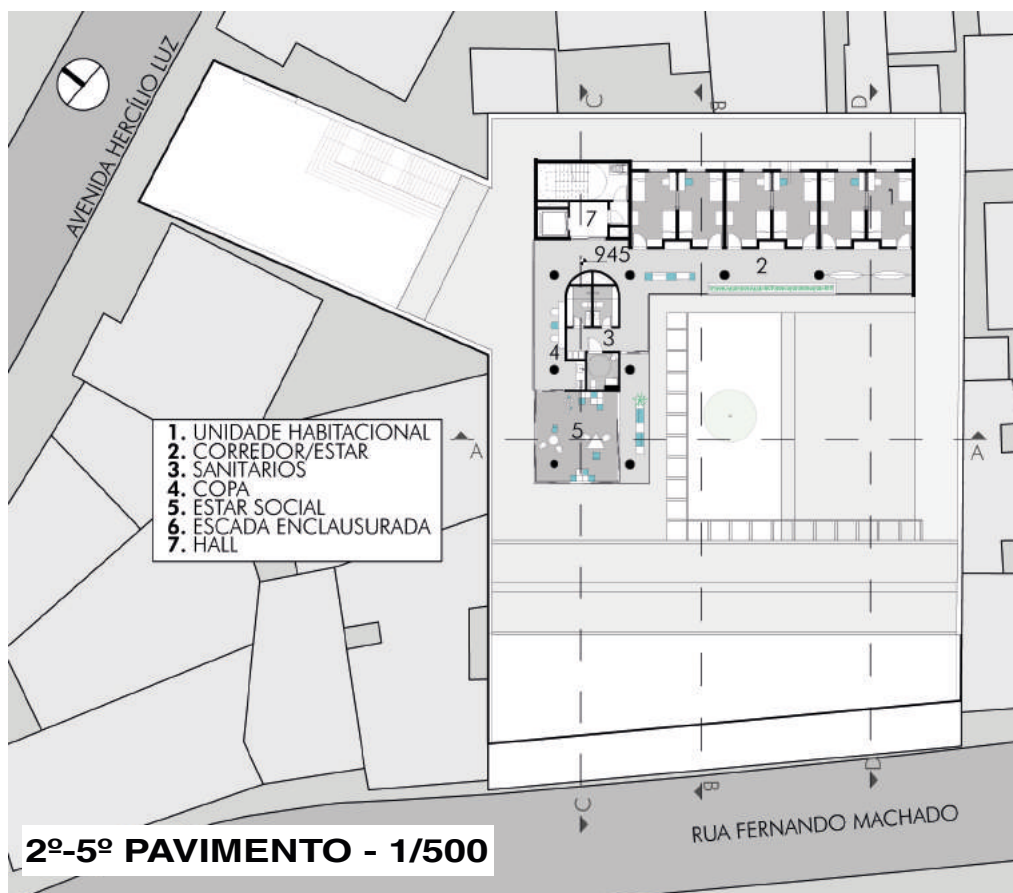 AVENIDA HERCÍLIO LUZ
C
B
D
1
7
945
2
3
4
5
A
A
1. UNIDADE HABITACIONAL
2. CORREDOR/ESTAR
3. SANITÁRIOS
4. COPA
5. ESTAR SOCIAL
6. ESCADA ENCLAUSURADA
7. HALL
C
B
D
RUA FERNANDO MACHADO
2º-5º PAVIMENTO - 1/500